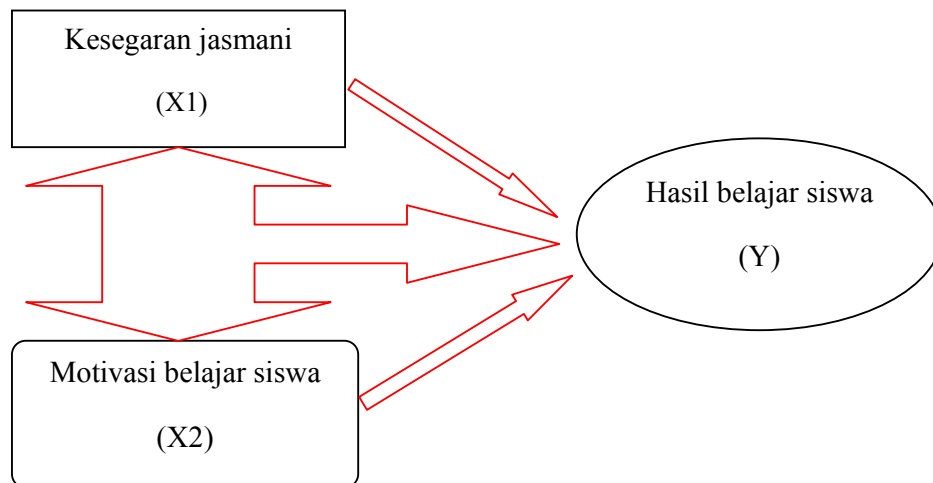 Kesegaran jasmani
(X1)
Hasil belajar siswa
(Y)
Motivasi belajar siswa
(X2)